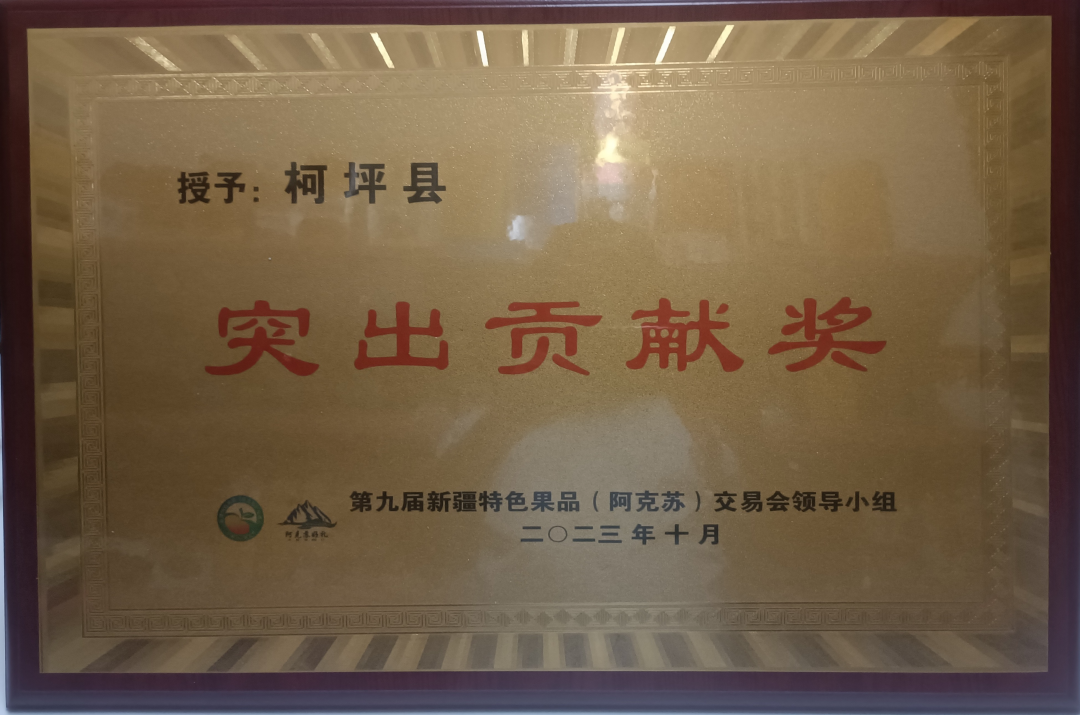 授予：柯坪县
突出贡献奖
第九届新疆特色果品（阿克苏）交易会领导小组
二〇二三年十月